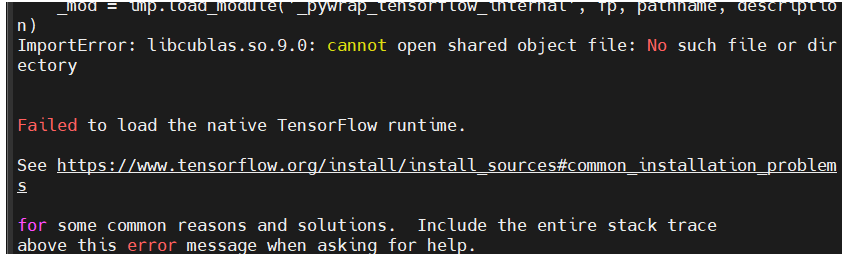 _mod = imp.load_module('_pywrap_tensorflow_internal', fp, pathname, descriptio
n)
ImportError: libcublas.so.9.0: cannot open shared object file: No such file or dir
ectory
Failed to load the native TensorFlow runtime.
See https://www.tensorflow.org/install/install_sources#common_installation_problem
s
for some common reasons and solutions.  Include the entire stack trace
above this error message when asking for help.